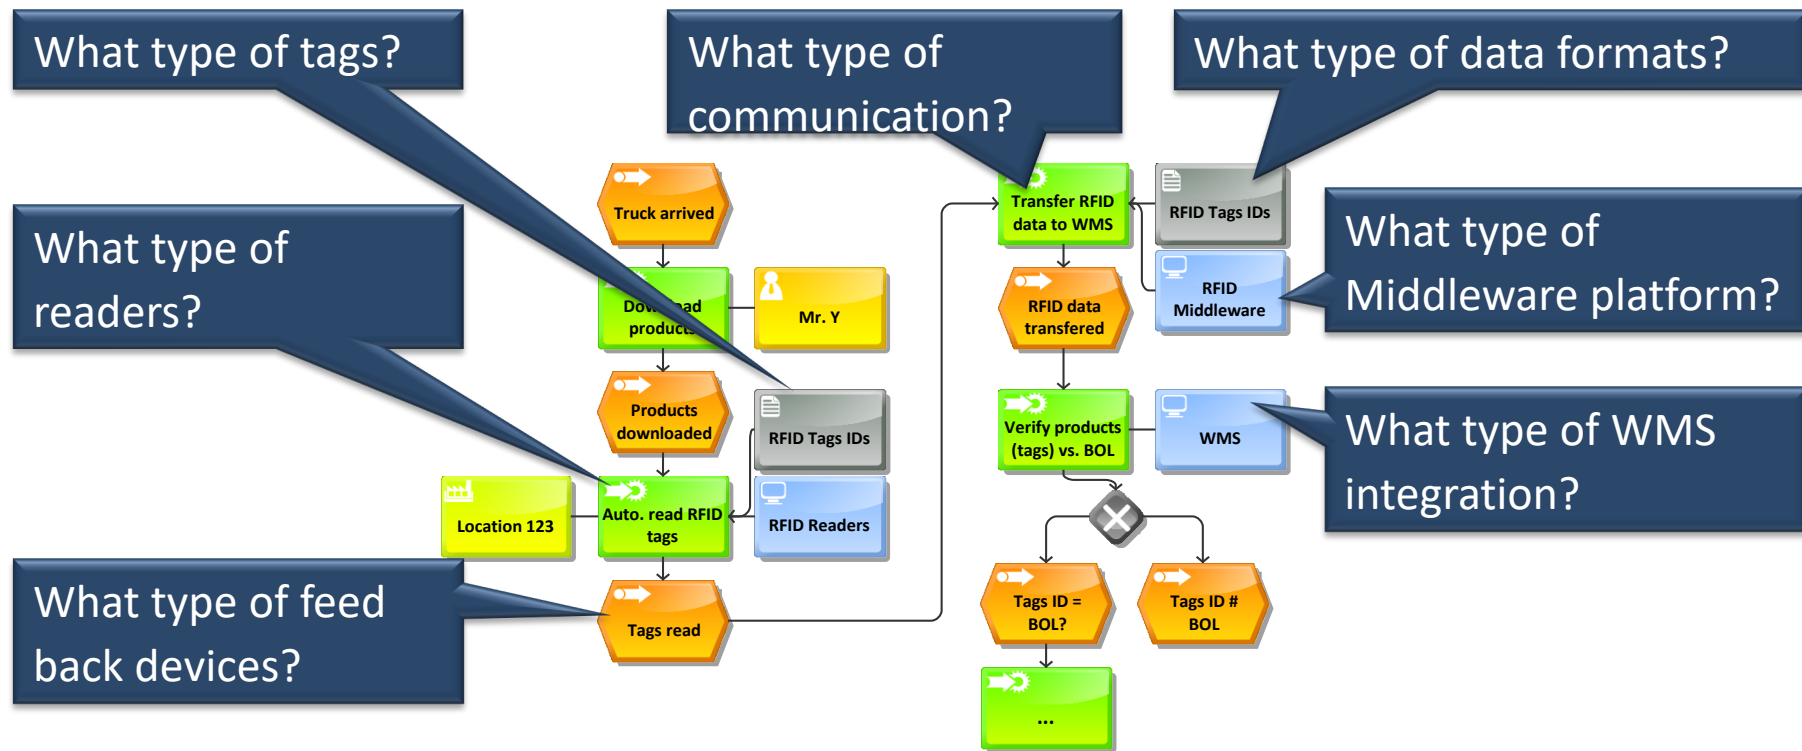 What type of tags?
What type of
communication?
What type of data formats?
What type of
readers?
Truck arrived
Download
products
Mr. Y
Products
downloaded
RFID Tags IDs
Location 123
Auto. read RFID
tags
RFID Readers
What type of feed
back devices?
Tags read
Transfer RFID
data to WMS
RFID Tags IDs
RFID
Middleware
What type of
Middleware platform?
RFID data
transfered
Verify products
(tags) vs. BOL
WMS
What type of WMS
integration?
Tags ID =
BOL?
Tags ID #
BOL
...